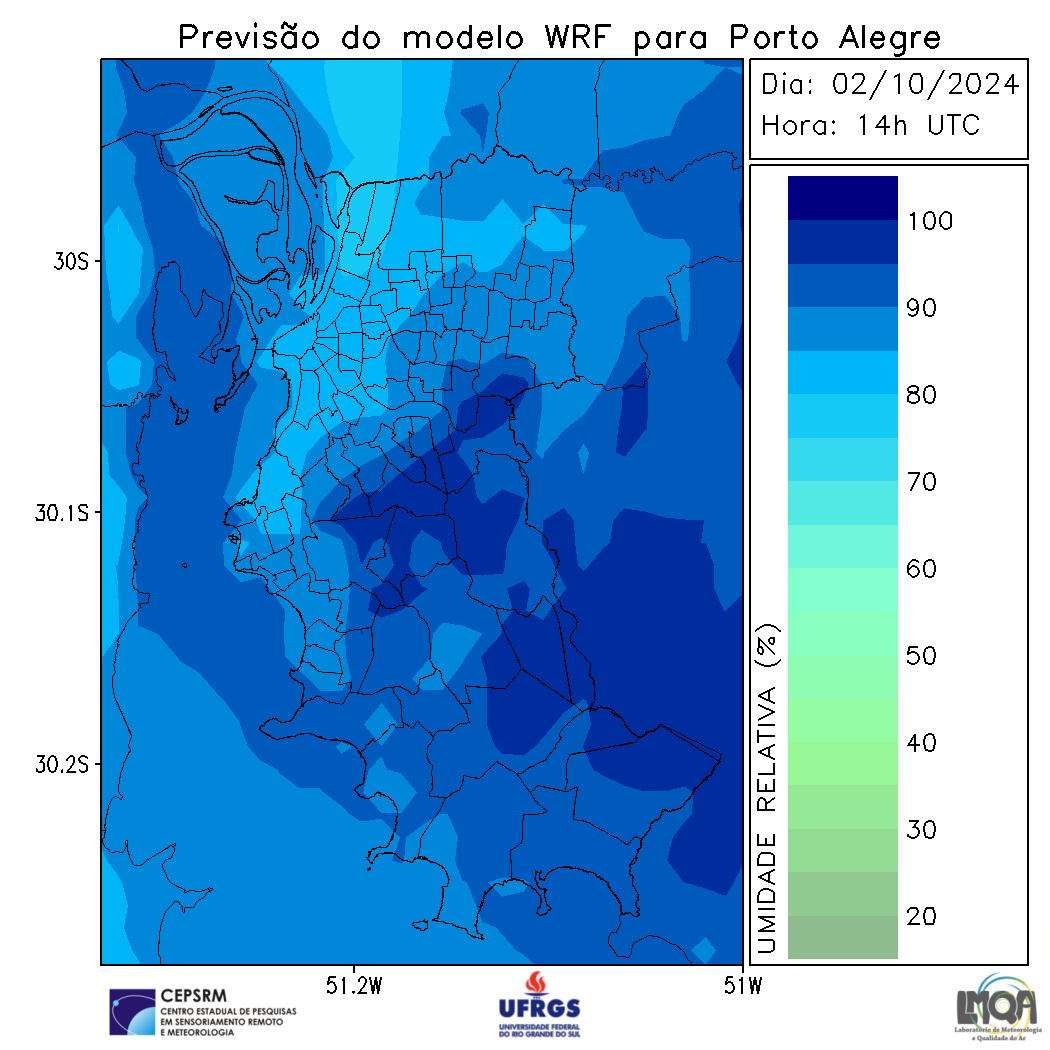 Previsão do modelo WRF para Porto Alegre
Dia: 02/10/2024
Hora: 14h UTC
30S
30.1S
30.2S
51.2W
51W
100
90
80
70
60
50
40
30
20
UMIDADE RELATIVA (%)
CEPSRM
CENTRO ESTADUAL DE PESQUISAS
EM SENSORIAMENTO REMOTO
E METEOROLOGIA
UFRGS
UNIVERSIDADE FEDERAL
DO RIO GRANDE DO SUL
LMQA
Laboratório de Meteorologia
e Qualidade do Ar